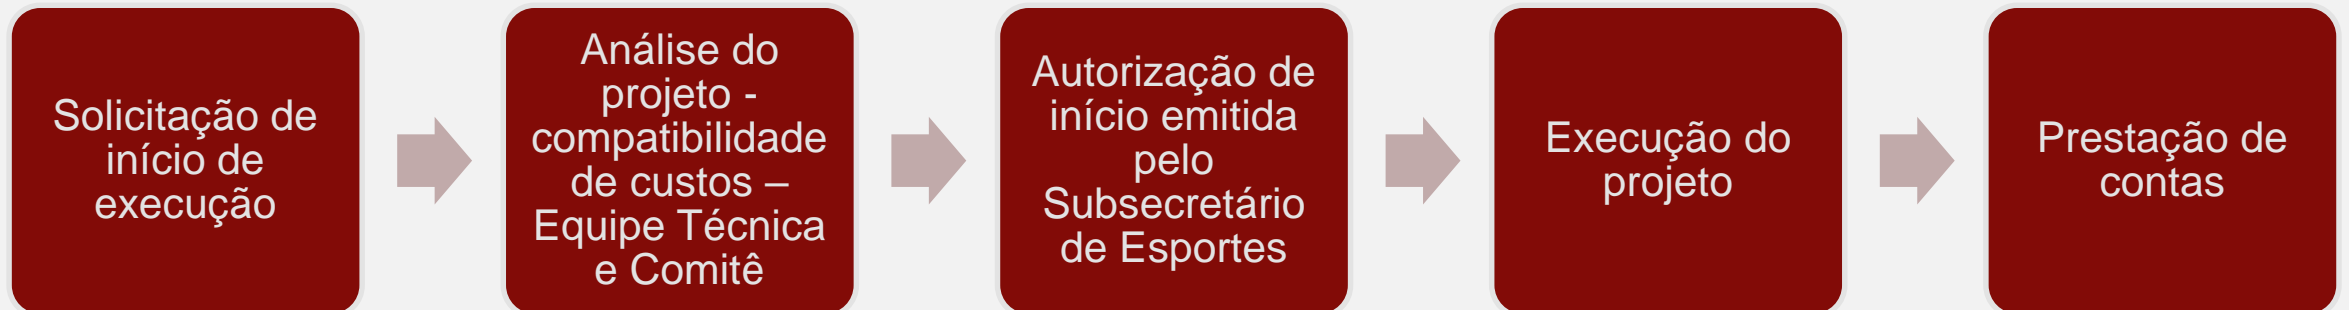 Solicitação de
início de
execução
Análise do
projeto -
compatibilidade
de custos –
Equipe Técnica
e Comitê
Autorização de
início emitida
pelo
Subsecretário
de Esportes
Execução do
projeto
Prestação de
contas